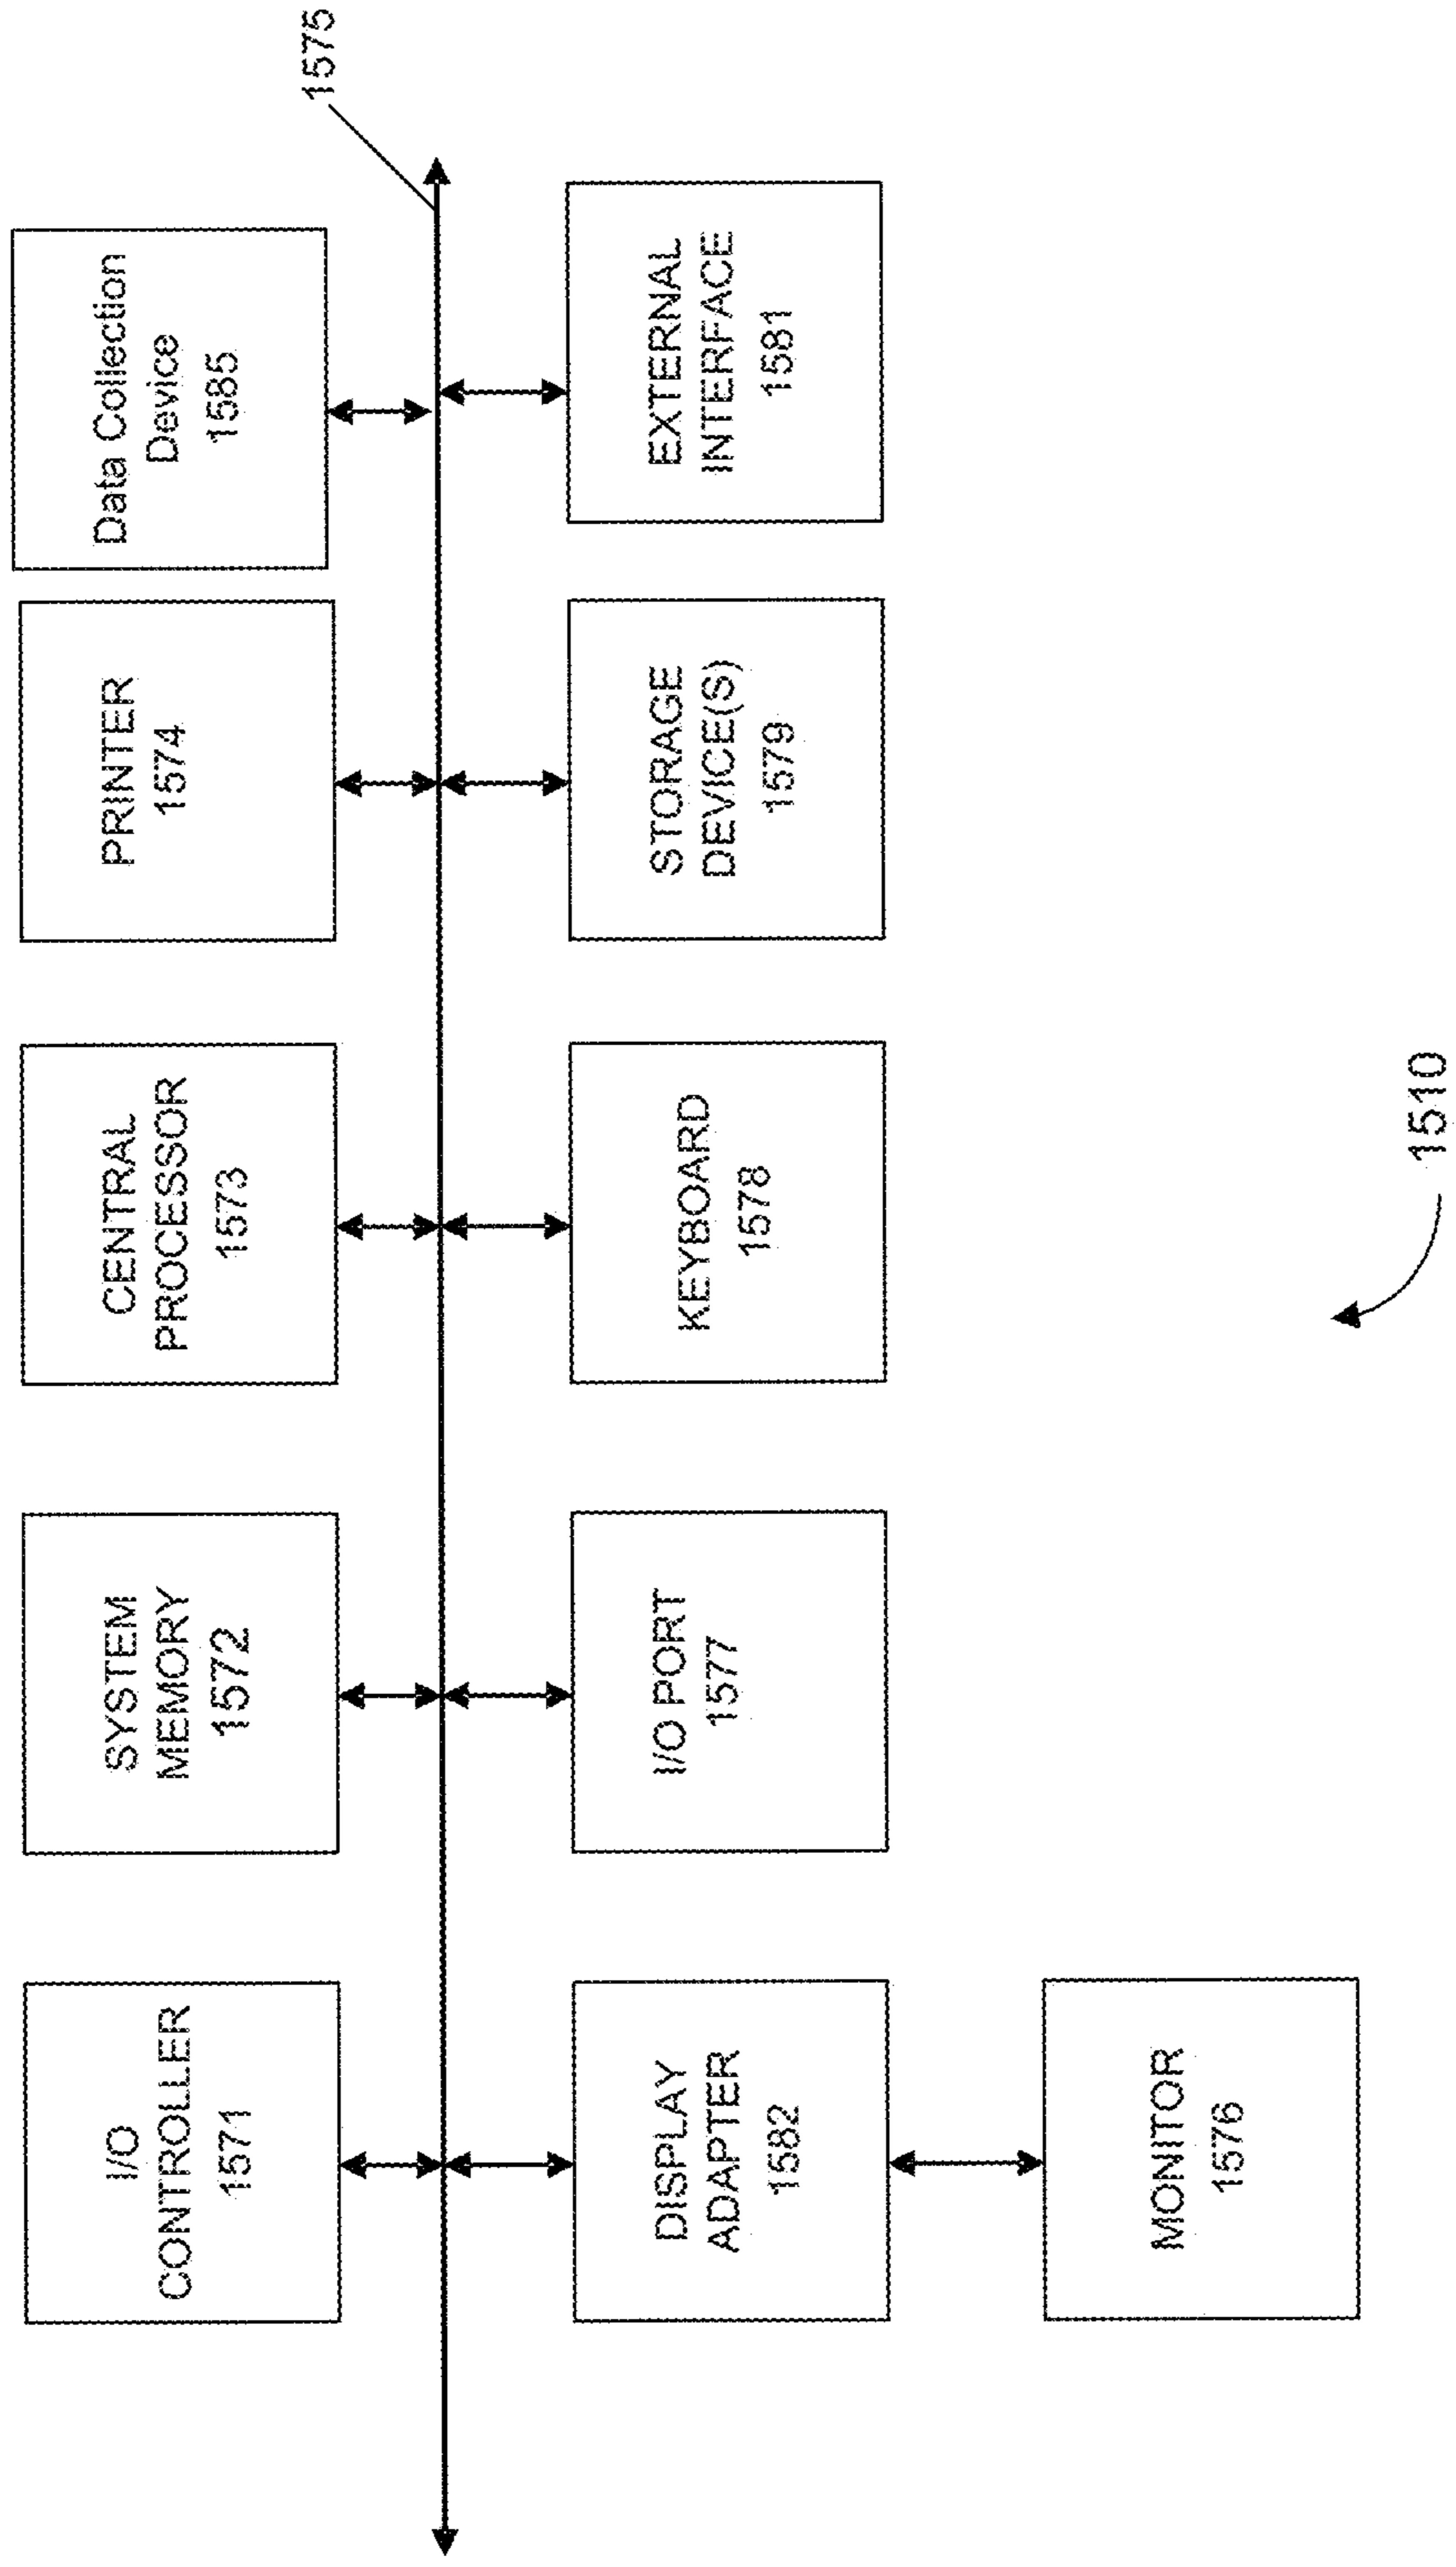 I/O
CONTROLLER
1571
SYSTEM
MEMORY
1572
CENTRAL
PROCESSOR
1573
PRINTER
1574
Data Collection
Device
1585
1575
DISPLAY
ADAPTER
1582
I/O PORT
1577
KEYBOARD
1578
STORAGE
DEVICE(S)
1579
EXTERNAL
INTERFACE
1581
MONITOR
1576
1510